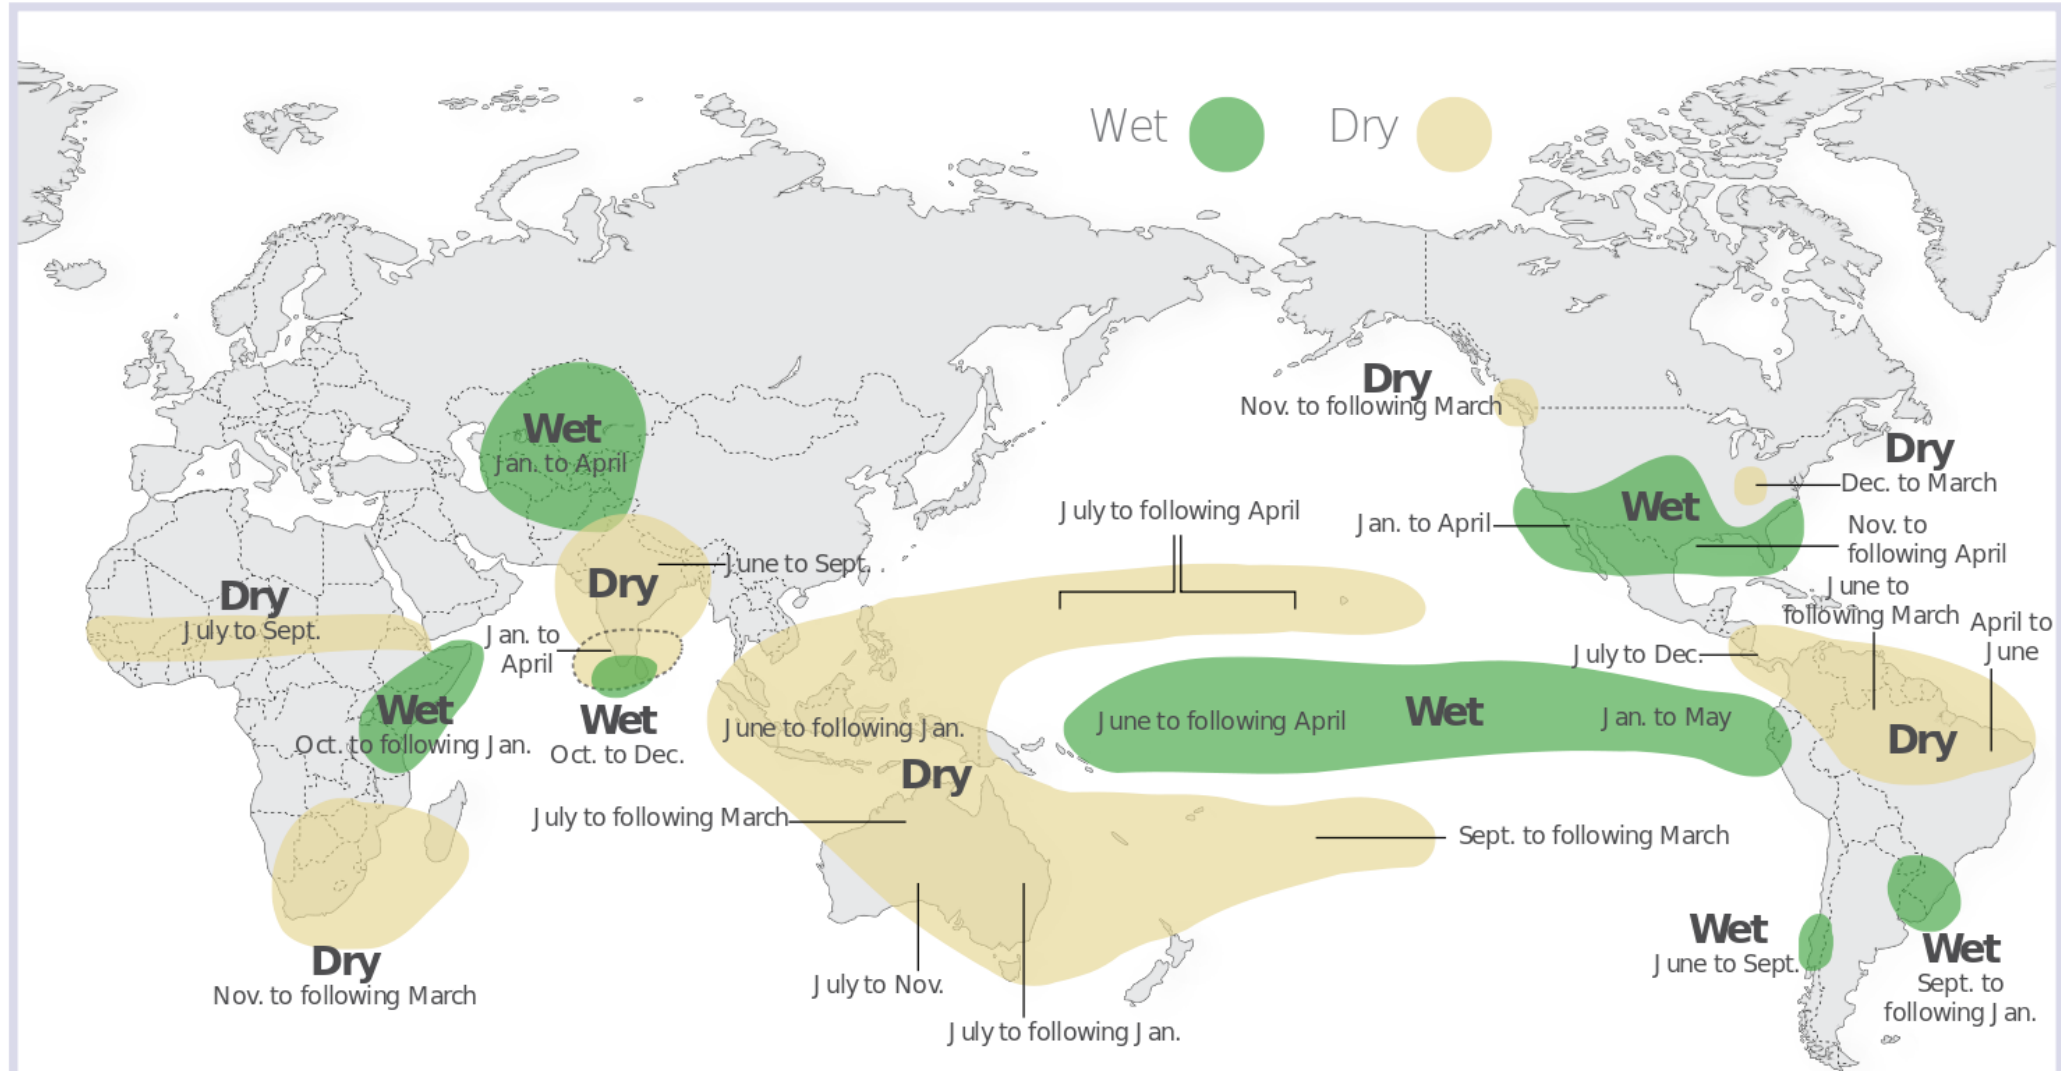 Wet
Dry
Dry
Nov. to following March
Wet
Jan. to April
Dry
Dec. to March
Wet
July to following April
Jan. to April
Nov. to
following April
June to Sept.
Dry
Dry
July to Sept.
June to
following March
April to
June
Jan. to
April
July to Dec.
Wet
Oct. to following Jan.
Wet
Oct. to Dec.
June to following Jan.
Dry
June to following April
Wet
Jan. to May
Dry
July to following March
Sept. to following March
Dry
Nov. to following March
July to Nov.
July to following Jan.
Wet
June to Sept.
Wet
Sept. to
following Jan.